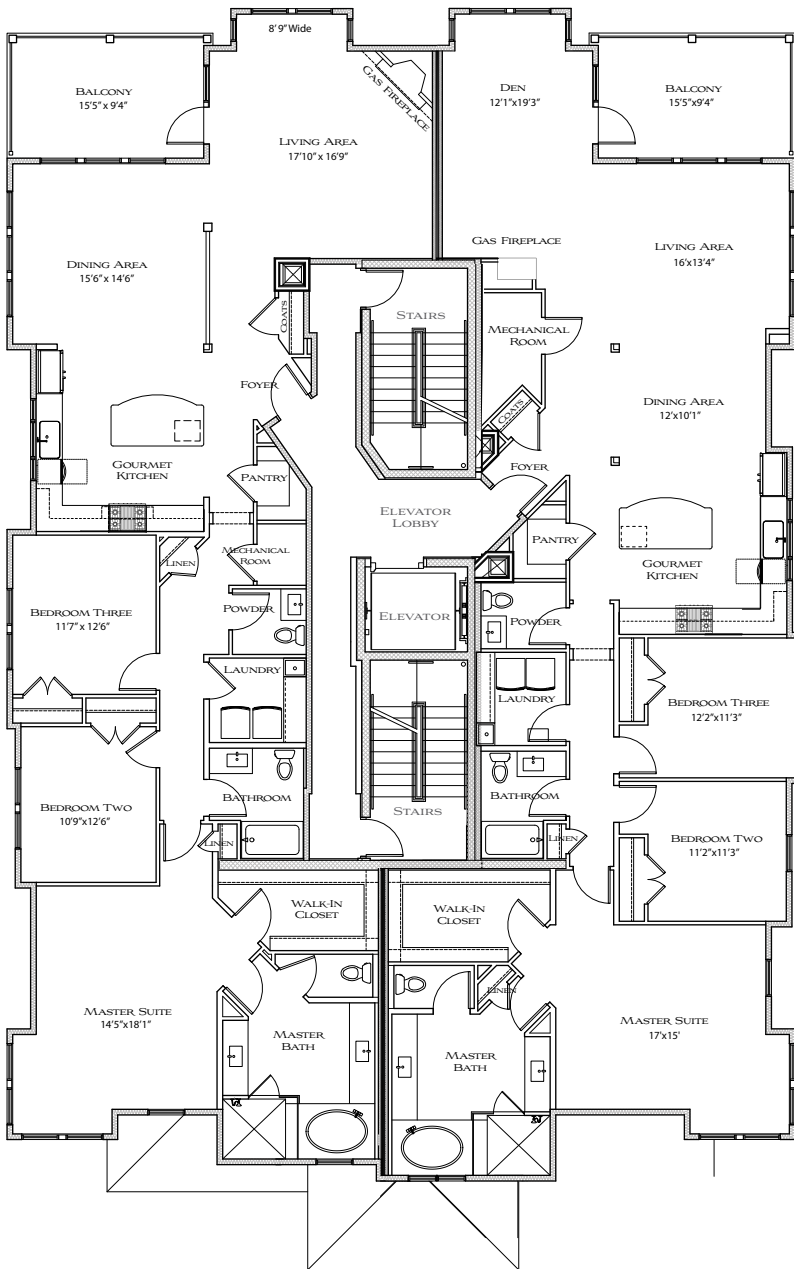 8' 9" Wide
BALCONY
15'5" x 9'4"
GAS FIREPLACE
LIVING AREA
17'10" x 16'9"
DINING AREA
15'6" x 14'6"
COATS
FOYER
GOURMET
KITCHEN
PANTRY
MECHANICAL
ROOM
LINEN
BEDROOM THREE
11'7" x 12'6"
POWDER
LAUNDRY
BEDROOM TWO
10'9"x12'6"
BATHROOM
LINEN
WALK-IN
CLOSET
MASTER SUITE
14'5"x18'1"
MASTER
BATH
STAIRS
ELEVATOR
LOBBY
ELEVATOR
STAIRS
DEN
12'1"x19'3"
BALCONY
15'5"x9'4"
GAS FIREPLACE
LIVING AREA
16'x13'4"
MECHANICAL
ROOM
COATS
DINING AREA
12'x10'1"
FOYER
PANTRY
GOURMET
KITCHEN
POWDER
LAUNDRY
BEDROOM THREE
12'2"x11'3"
BATHROOM
LINEN
BEDROOM TWO
11'2"x11'3"
WALK-IN
CLOSET
LINEN
MASTER SUITE
17'x15'
MASTER
BATH